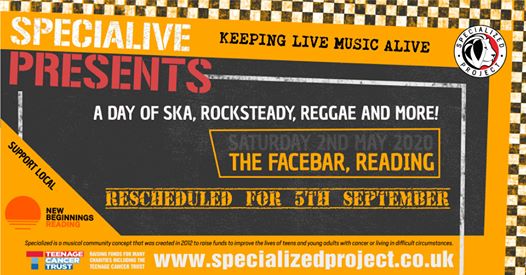 SPECIALIVE
PRESENTS
KEEPING LIVE MUSIC ALIVE
SPECIALIZED
PROJECT
A DAY OF SKA, ROCKSTEADY, REGGAE AND MORE!
SATURDAY 2ND MAY 2020
THE FACEBAR, READING
RESCHEDULED FOR 5TH SEPTEMBER
SUPPORT LOCAL
NEW
BEGINNINGS
READING
Specialized is a musical community concept that was created in 2012 to raise funds to improve the lives of teens and young adults with cancer or living in difficult circumstances.
TEENAGE
CANCER
TRUST
RAISING FUNDS FOR MANY
CHARITIES INCLUDING THE
TEENAGE CANCER TRUST
www.specializedproject.co.uk